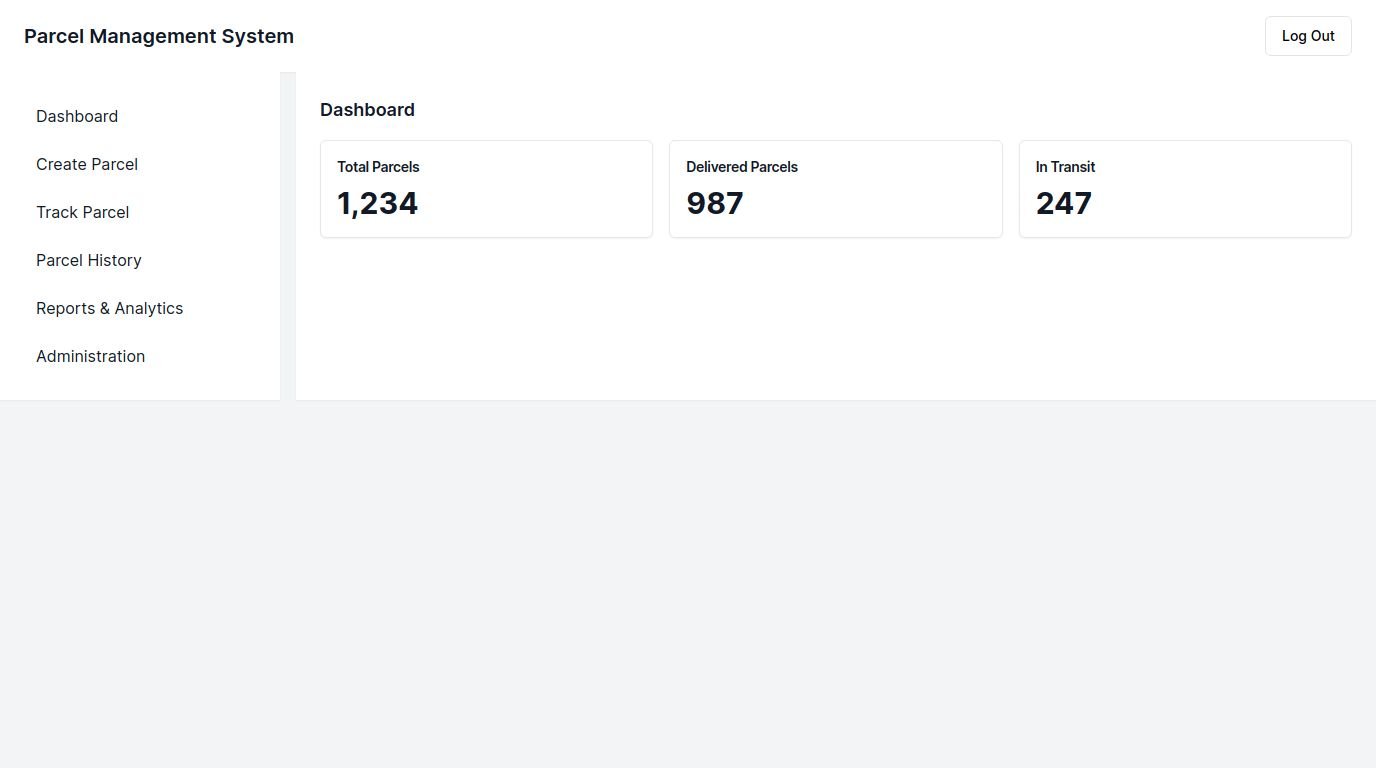 Parcel Management System
Log Out
Dashboard
Create Parcel
Track Parcel
Parcel History
Reports & Analytics
Administration
Dashboard
Total Parcels
1,234
Delivered Parcels
987
In Transit
247